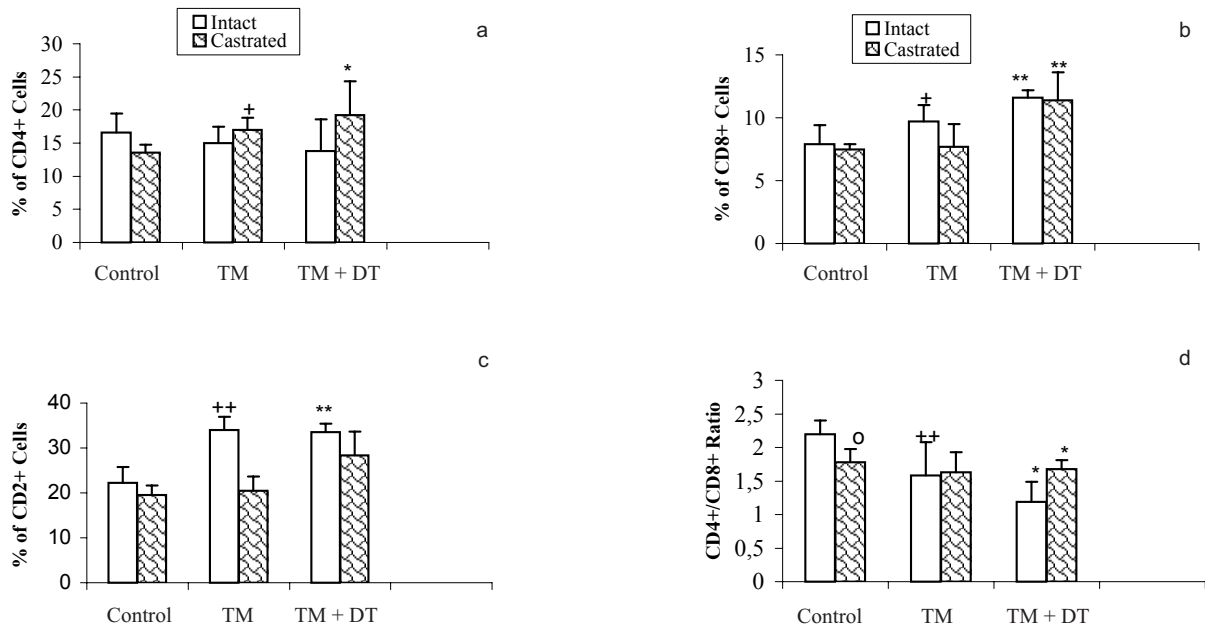 Intact
Castrated
a
% of CD4+ Cells
30
25
20
15
10
5
0
+
*
Control TM TM + DT
Intact
Castrated
b
% of CD8+ Cells
15
10
5
0
+
**
**
Control TM TM + DT
c
% of CD2+ Cells
40
30
20
10
0
++
**
Control TM TM + DT
d
CD4+/CD8+ Ratio
3
2,5
2
1,5
1
0,5
0
o
++
*
*
Control TM TM + DT